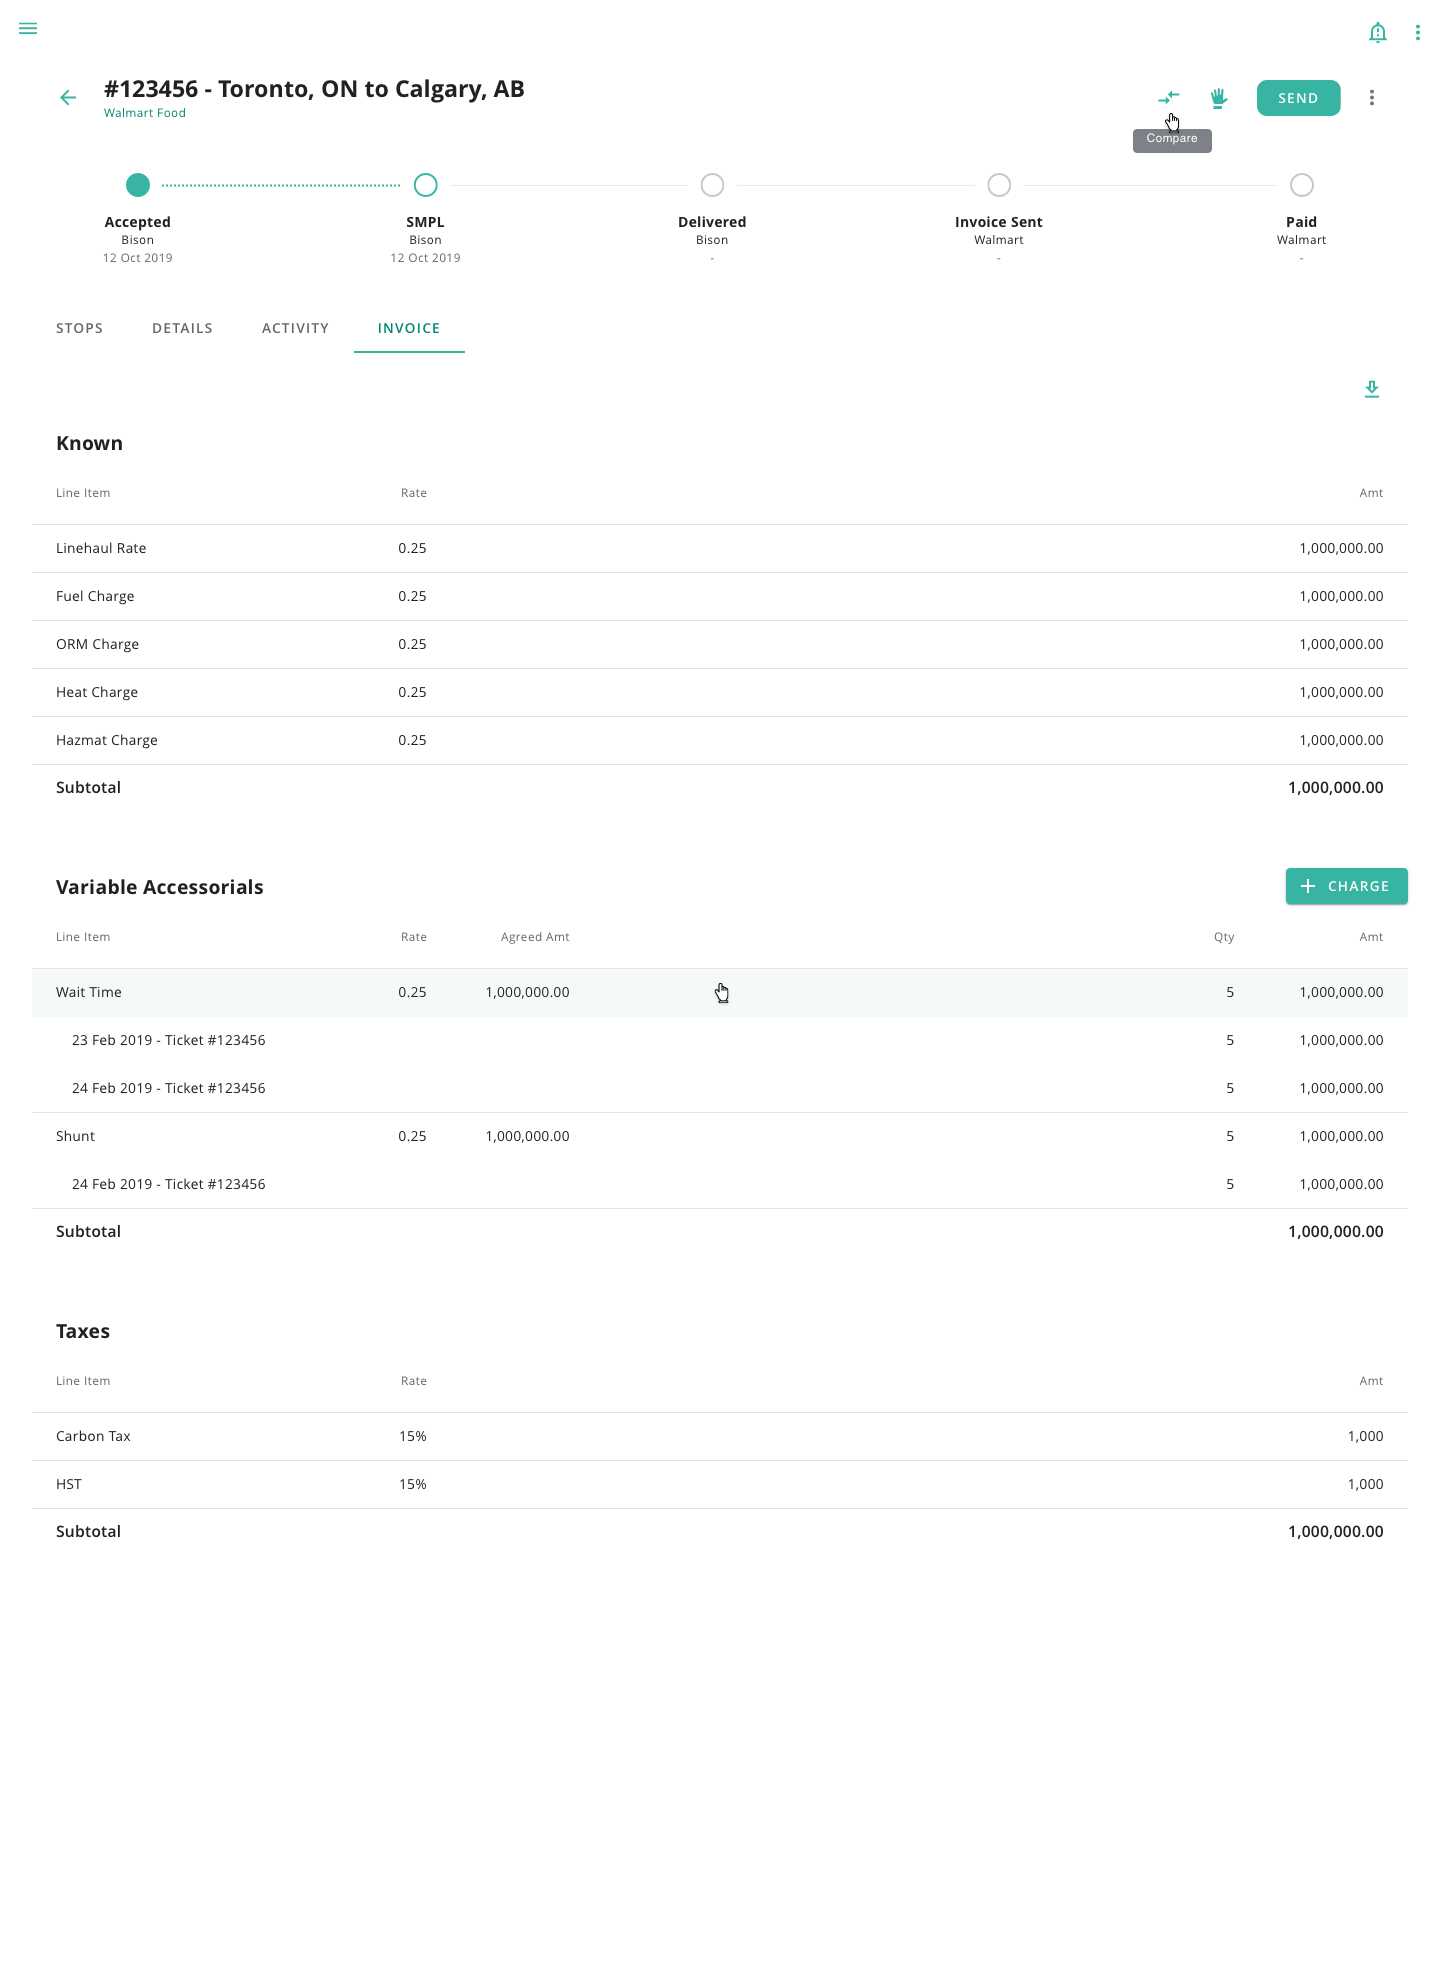 #123456 - Toronto, ON to Calgary, AB
Walmart Food
SEND
Compare
Accepted SMPL Delivered Invoice Sent Paid
Bison Bison Bison Walmart Walmart
12 Oct 2019 12 Oct 2019 - - -
STOPS DETAILS ACTIVITY INVOICE
Known
Line Item Rate Amt
Linehaul Rate 0.25 1,000,000.00
Fuel Charge 0.25 1,000,000.00
ORM Charge 0.25 1,000,000.00
Heat Charge 0.25 1,000,000.00
Hazmat Charge 0.25 1,000,000.00
Subtotal 1,000,000.00
Variable Accessorials
CHARGE
Line Item Rate Agreed Amt Qty Amt
Wait Time 0.25 1,000,000.00 5 1,000,000.00
23 Feb 2019 - Ticket #123456 5 1,000,000.00
24 Feb 2019 - Ticket #123456 5 1,000,000.00
Shunt 0.25 1,000,000.00 5 1,000,000.00
24 Feb 2019 - Ticket #123456 5 1,000,000.00
Subtotal 1,000,000.00
Taxes
Line Item Rate Amt
Carbon Tax 15% 1,000
HST 15% 1,000
Subtotal 1,000,000.00